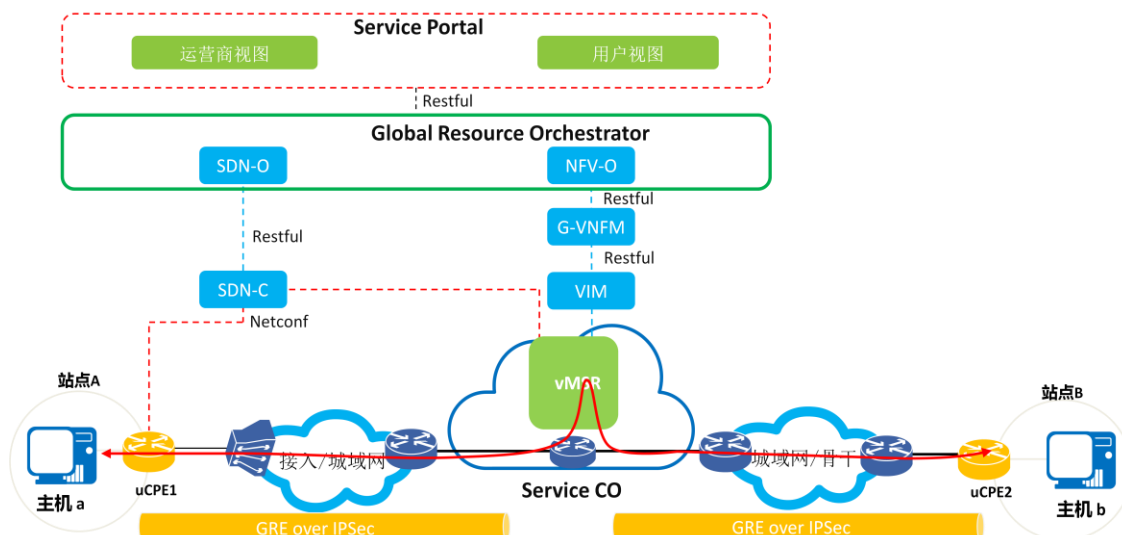 Service Portal
运营商视图
用户视图
Restful
Global Resource Orchestrator
SDN-O
NFV-O
Restful
G-VNFM
Restful
Restful
SDN-C
VIM
Netconf
vMSR
站点A
站点B
接入/城域网
城域网/骨干
主机 a
uCPE1
Service CO
uCPE2
主机 b
GRE over IPSec
GRE over IPSec